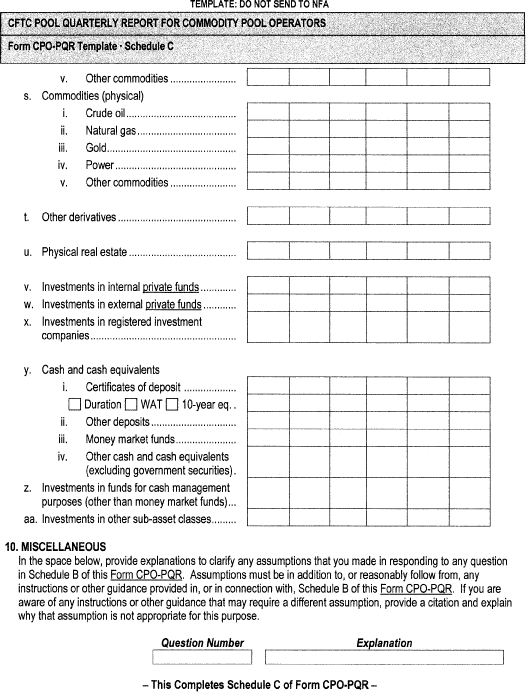 TEMPLATE: DO NOT SEND TO NFA
CFTC POOL QUARTERLY REPORT FOR COMMODITY POOL OPERATORS
Form CPO-PQR Template · Schedule C
v. Other commodities ........................
s. Commodities (physical)
i. Crude oil........................................
ii. Natural gas....................................
iii. Gold...............................................
iv. Power............................................
v. Other commodities ........................
t. Other derivatives ...........................................
u. Physical real estate .......................................
v. Investments in internal private funds.............
w. Investments in external private funds ............
x. Investments in registered investment
companies.....................................................
y. Cash and cash equivalents
i. Certificates of deposit ...................
Duration WAT 10-year eq. .
ii. Other deposits...............................
iii. Money market funds......................
iv. Other cash and cash equivalents
(excluding government securities) .
z. Investments in funds for cash management
purposes (other than money market funds)...
aa. Investments in other sub-asset classes.........
10. MISCELLANEOUS
In the space below, provide explanations to clarify any assumptions that you made in responding to any question
in Schedule B of this Form CPO-PQR. Assumptions must be in addition to, or reasonably follow from, any
instructions or other guidance provided in, or in connection with, Schedule B of this Form CPO-PQR. If you are
aware of any instructions or other guidance that may require a different assumption, provide a citation and explain
why that assumption is not appropriate for this purpose.
Question Number Explanation
– This Completes Schedule C of Form CPO-PQR –